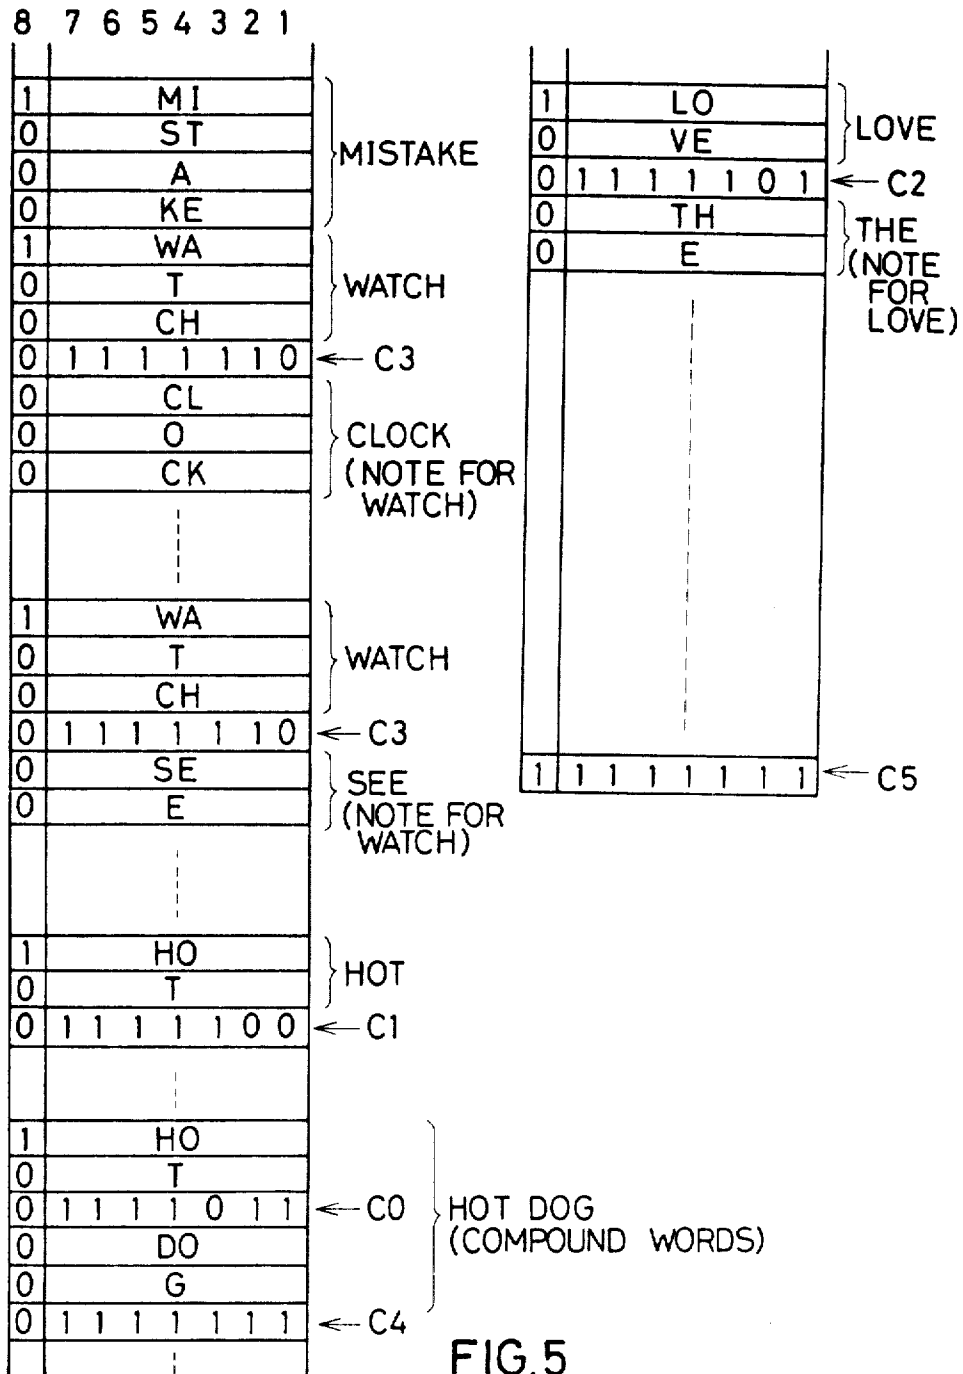 8 7 6 5 4 3 2 1
1 MI
0 ST
0 A
0 KE
MISTAKE
1 WA
0 T
0 CH
WATCH
0 1 1 1 1 1 1 0 ← C3
0 CL
0 O
0 CK
CLOCK
(NOTE FOR
WATCH)
1 WA
0 T
0 CH
WATCH
0 1 1 1 1 1 1 0 ← C3
0 SE
0 E
SEE
(NOTE FOR
WATCH)
1 HO
0 T
HOT
0 1 1 1 1 1 0 0 ← C1
1 HO
0 T
0 1 1 1 1 0 1 1 ← C0
0 DO
0 G
0 1 1 1 1 1 1 1 ← C4
HOT DOG
(COMPOUND WORDS)
1 LO
0 VE
LOVE
0 1 1 1 1 1 0 1 ← C2
0 TH
0 E
THE
(NOTE
FOR
LOVE)
1 1 1 1 1 1 1 1 ← C5
FIG.5